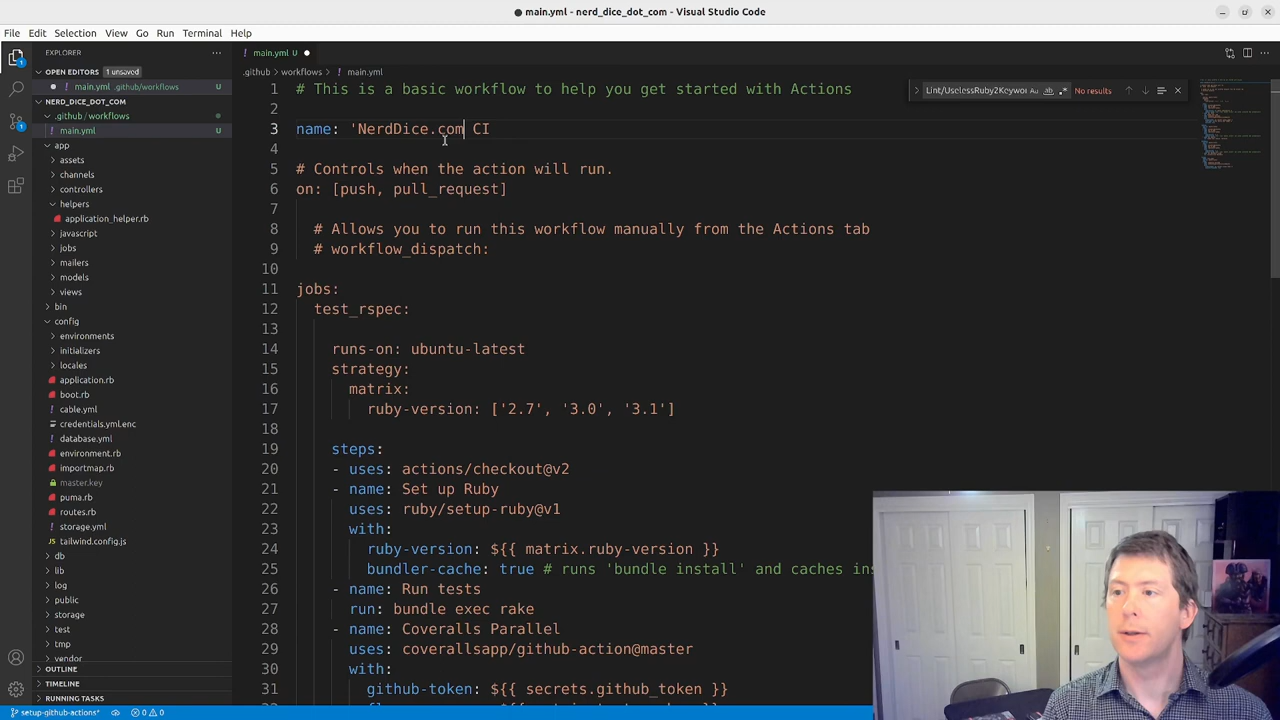 main.yml - nerd_dice_dot_com - Visual Studio Code
File Edit Selection View Go Run Terminal Help
EXPLORER
OPEN EDITORS 1 unsaved
main.yml .github/workflows U
NERD_DICE_DOT_COM
.github / workflows
main.yml U
app
assets
channels
controllers
helpers
application_helper.rb
javascript
jobs
mailers
models
views
bin
config
environments
initializers
locales
application.rb
boot.rb
cable.yml
credentials.yml.enc
database.yml
environment.rb
importmap.rb
master.key
puma.rb
routes.rb
storage.yml
tailwind.config.js
db
lib
log
public
storage
test
tmp
vendor
OUTLINE
TIMELINE
RUNNING TASKS
main.yml U
.github > workflows > main.yml
Lint/UselessRuby2Keywor No results
1 # This is a basic workflow to help you get started with Actions
2
3 name: 'NerdDice.com CI
4
5 # Controls when the action will run.
6 on: [push, pull_request]
7
8 # Allows you to run this workflow manually from the Actions tab
9 # workflow_dispatch:
10
11 jobs:
12 test_rspec:
13
14 runs-on: ubuntu-latest
15 strategy:
16 matrix:
17 ruby-version: ['2.7', '3.0', '3.1']
18
19 steps:
20 - uses: actions/checkout@v2
21 - name: Set up Ruby
22 uses: ruby/setup-ruby@v1
23 with:
24 ruby-version: ${{ matrix.ruby-version }}
25 bundler-cache: true # runs 'bundle install' and caches ins
26 - name: Run tests
27 run: bundle exec rake
28 - name: Coveralls Parallel
29 uses: coverallsapp/github-action@master
30 with:
31 github-token: ${{ secrets.github_token }}
setup-github-actions* 0 0